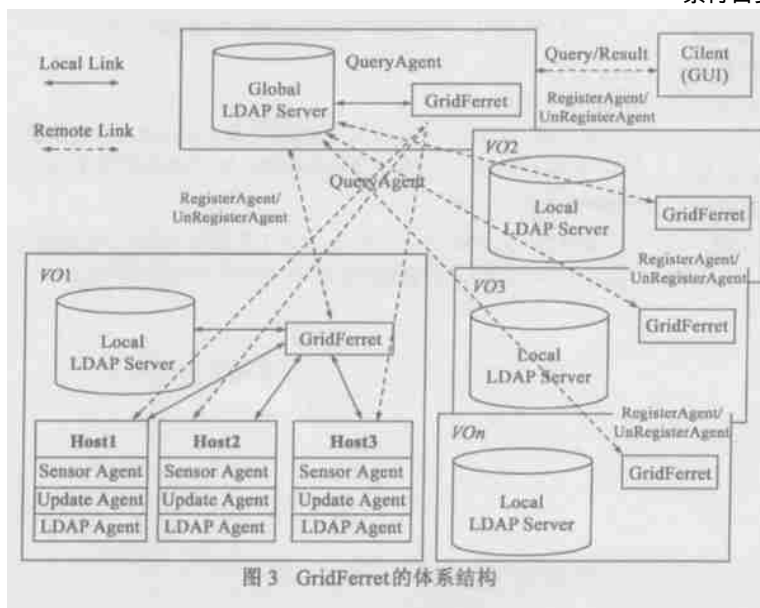 Local Link
Remote Link
QueryAgent
Global
LDAP Server
GridFerret
Query/Result
Cilent
(GUI)
RegisterAgent/
UnRegisterAgent
RegisterAgent/
UnRegisterAgent
QueryAgent
VO2
Local
LDAP Server
GridFerret
RegisterAgent/
UnRegisterAgent
VO3
Local
LDAP Server
GridFerret
RegisterAgent/
UnRegisterAgent
VOn
Local
LDAP Server
GridFerret
VO1
Local
LDAP Server
GridFerret
Host1
Sensor Agent
Update Agent
LDAP Agent
Host2
Sensor Agent
Update Agent
LDAP Agent
Host3
Sensor Agent
Update Agent
LDAP Agent
图 3 GridFerret的体系结构